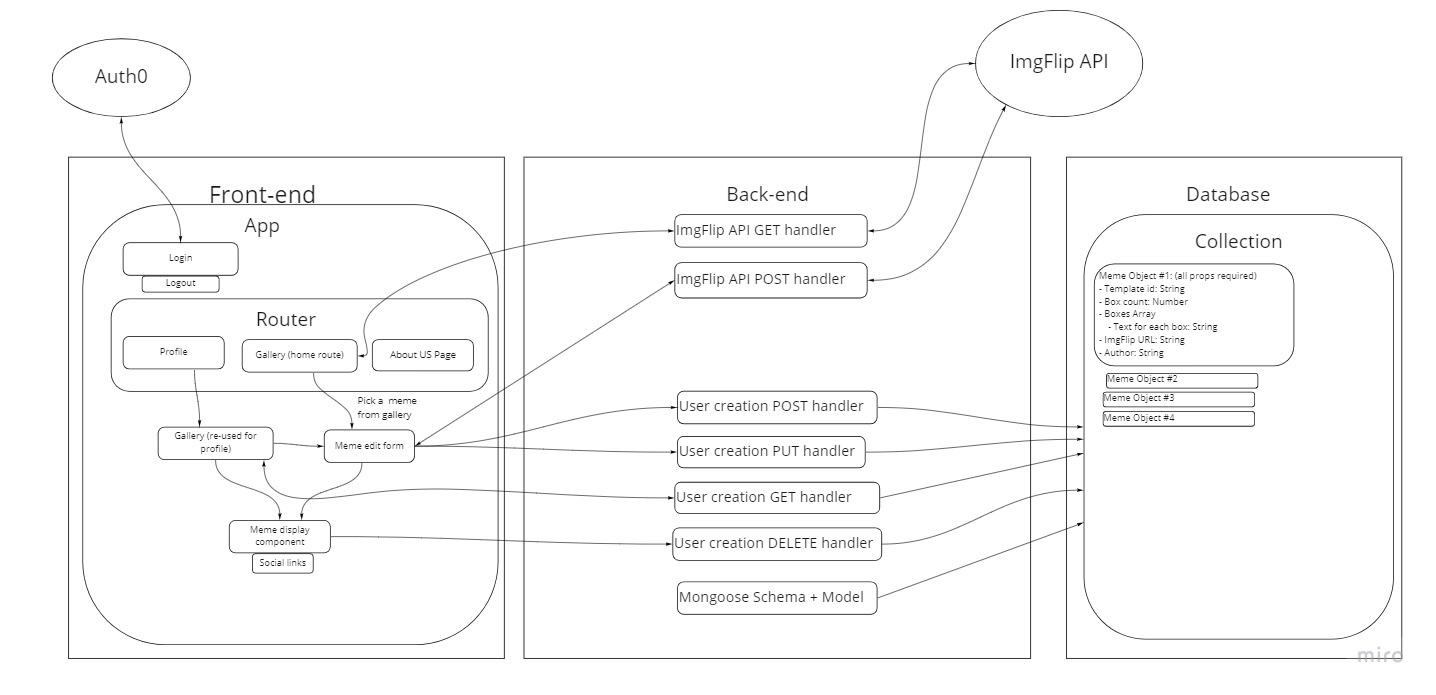 Auth0
ImgFlip API
Front-end
App
Login
Logout
Router
Profile
Gallery (home route)
About US Page
Pick a meme
from gallery
Gallery (re-used for
profile)
Meme edit form
Meme display
component
Social links
Back-end
ImgFlip API GET handler
ImgFlip API POST handler
User creation POST handler
User creation PUT handler
User creation GET handler
User creation DELETE handler
Mongoose Schema + Model
Database
Collection
Meme Object #1: (all props required)
- Template id: String
- Box count: Number
- Boxes Array
- Text for each box: String
- ImgFlip URL: String
- Author: String
Meme Object #2
Meme Object #3
Meme Object #4
miro